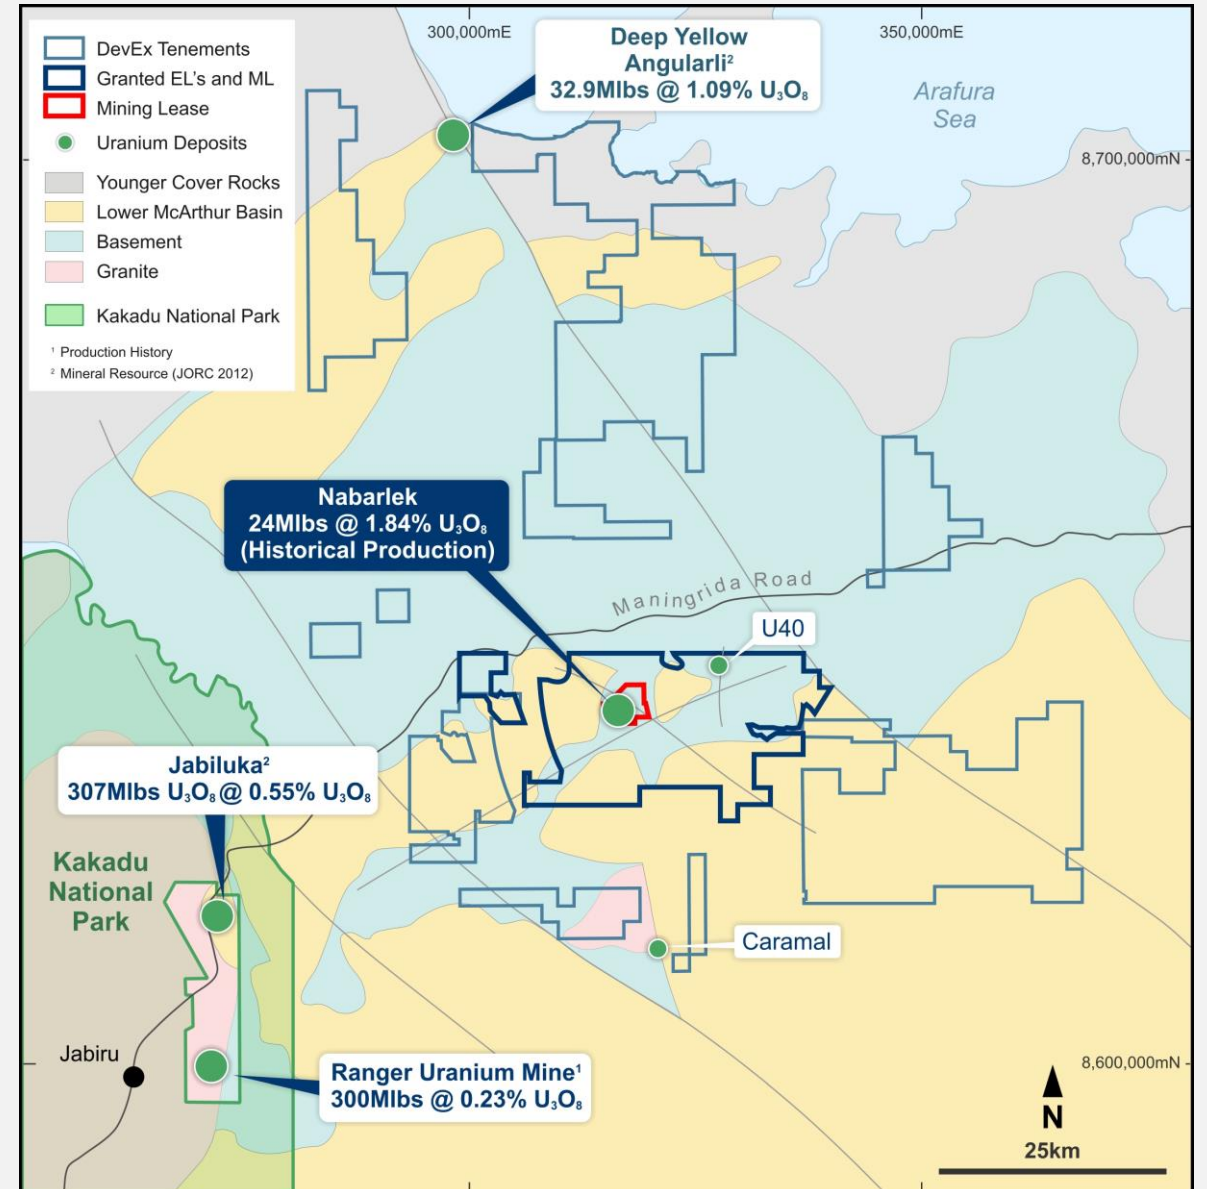 DevEx Tenements
Granted EL's and ML
Mining Lease
Uranium Deposits
Younger Cover Rocks
Lower McArthur Basin
Basement
Granite
Kakadu National Park
¹ Production History
² Mineral Resource (JORC 2012)
300,000mE
350,000mE
Deep Yellow
Angularli²
32.9Mlbs @ 1.09% U₃O₈
Arafura
Sea
8,700,000mN
Nabarlek
24Mlbs @ 1.84% U₃O₈
(Historical Production)
Maningrida Road
U40
Jabiluka²
307Mlbs U₃O₈ @ 0.55% U₃O₈
Kakadu
National
Park
Caramal
Jabiru
Ranger Uranium Mine¹
300Mlbs @ 0.23% U₃O₈
8,600,000mN
N
25km